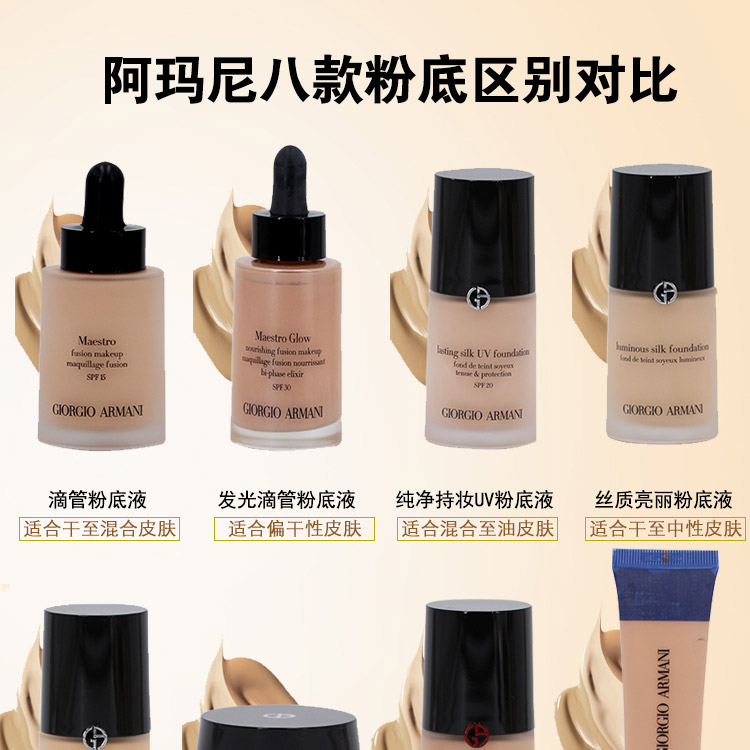 阿玛尼八款粉底区别对比
Maestro
fusion makeup
maquillage fusion
SPF 15
GIORGIO ARMANI
Maestro Glow
nourishing fusion makeup
maquillage fusion nourrissant
bi-phase elixir
SPF 30
GIORGIO ARMANI
lasting silk UV foundation
fond de teint soyeux
tenue & protection
SPF 20
GIORGIO ARMANI
luminous silk foundation
fond de teint soyeux lumineux
GIORGIO ARMANI
滴管粉底液
发光滴管粉底液
纯净持妆UV粉底液
丝质亮丽粉底液
适合干至混合皮肤
适合偏干性皮肤
适合混合至油皮肤
适合干至中性皮肤
GIORGIO ARMANI